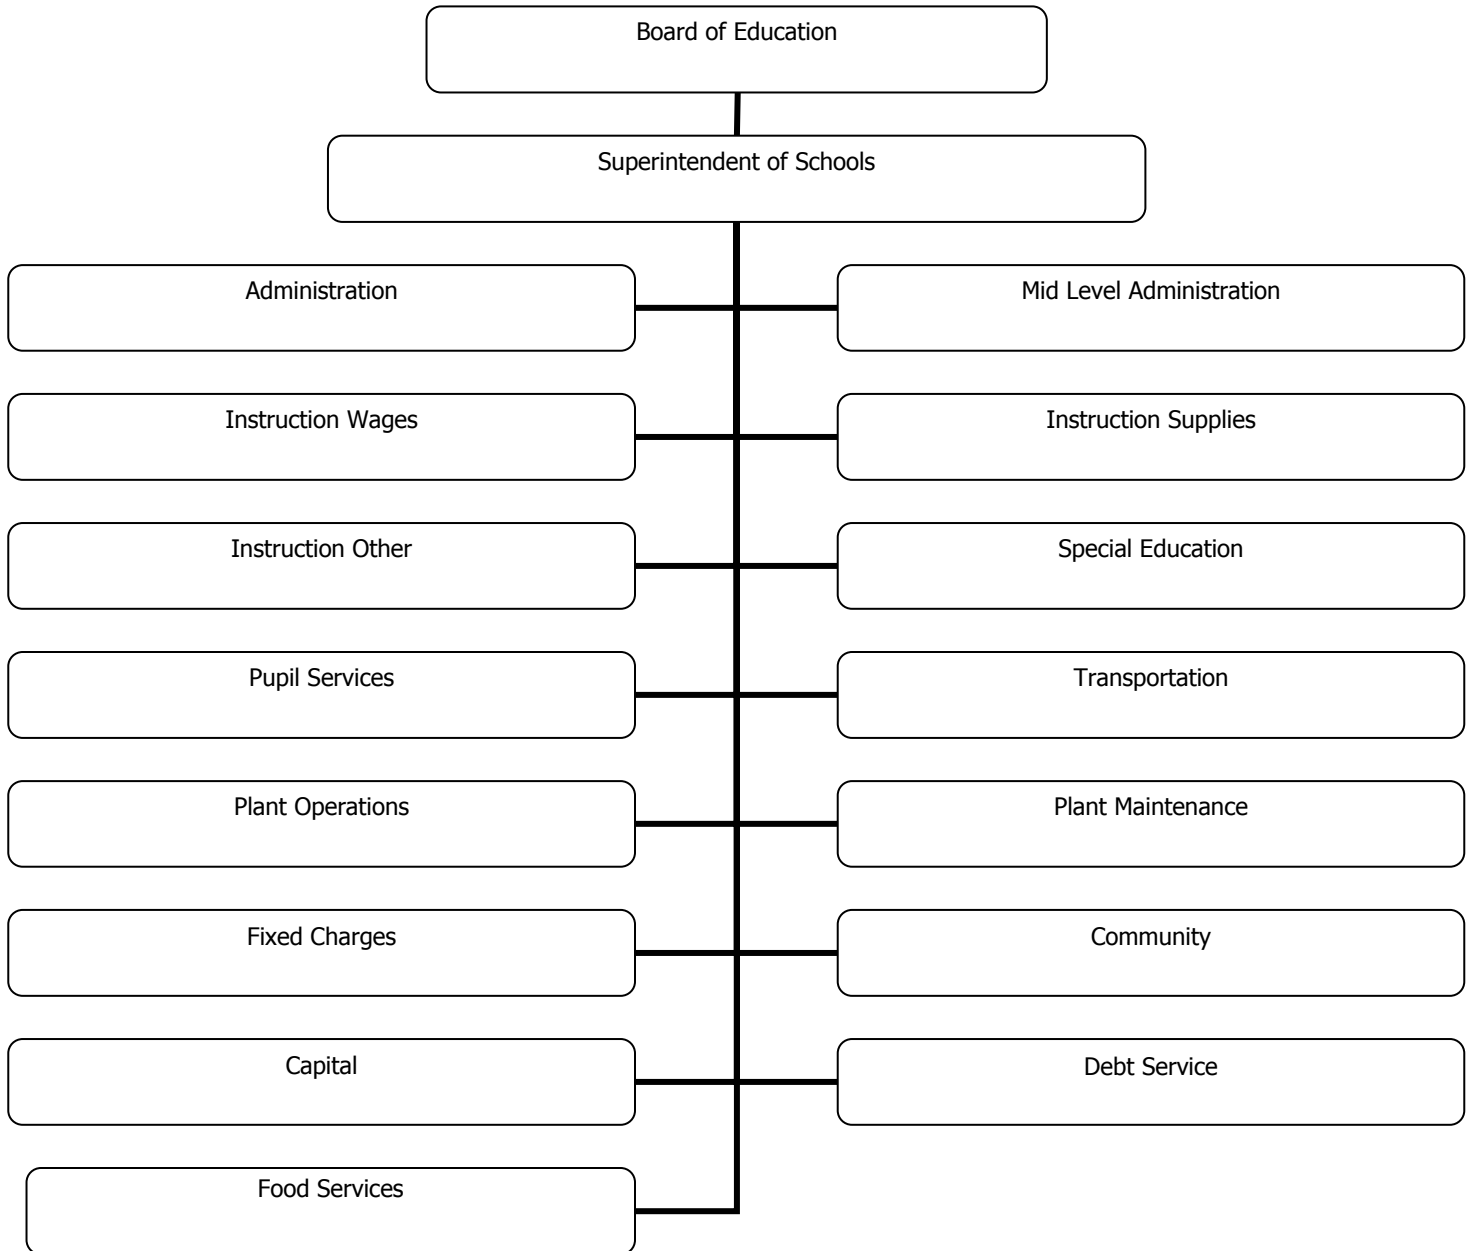 Board of Education
Superintendent of Schools
Administration
Mid Level Administration
Instruction Wages
Instruction Supplies
Instruction Other
Special Education
Pupil Services
Transportation
Plant Operations
Plant Maintenance
Fixed Charges
Community
Capital
Debt Service
Food Services